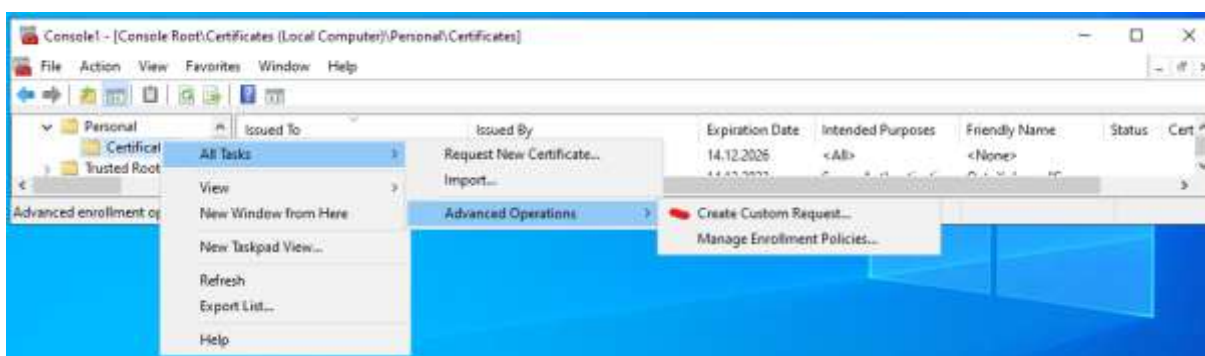 Console1 - [Console Root\Certificates (Local Computer)\Personal\Certificates]
File Action View Favorites Window Help
Personal
Issued To Issued By Expiration Date Intended Purposes Friendly Name Status Cert
Certificat
14.12.2026 <All> <None>
Trusted Root
Advanced enrollment op
All Tasks
View
New Window from Here
New Taskpad View...
Refresh
Export List...
Help
Request New Certificate...
Import...
Advanced Operations
Create Custom Request...
Manage Enrollment Policies...